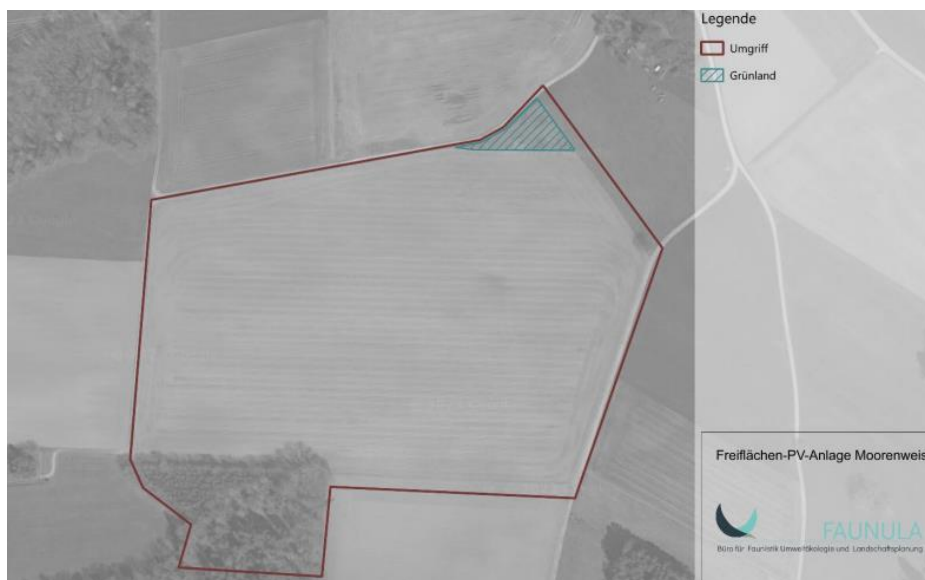 Legende
Umgriff
Grünland
Freiflächen-PV-Anlage Moorenweis
FAUNULA
Büro für Faunistik Umweltökologie und Landschaftsplanung